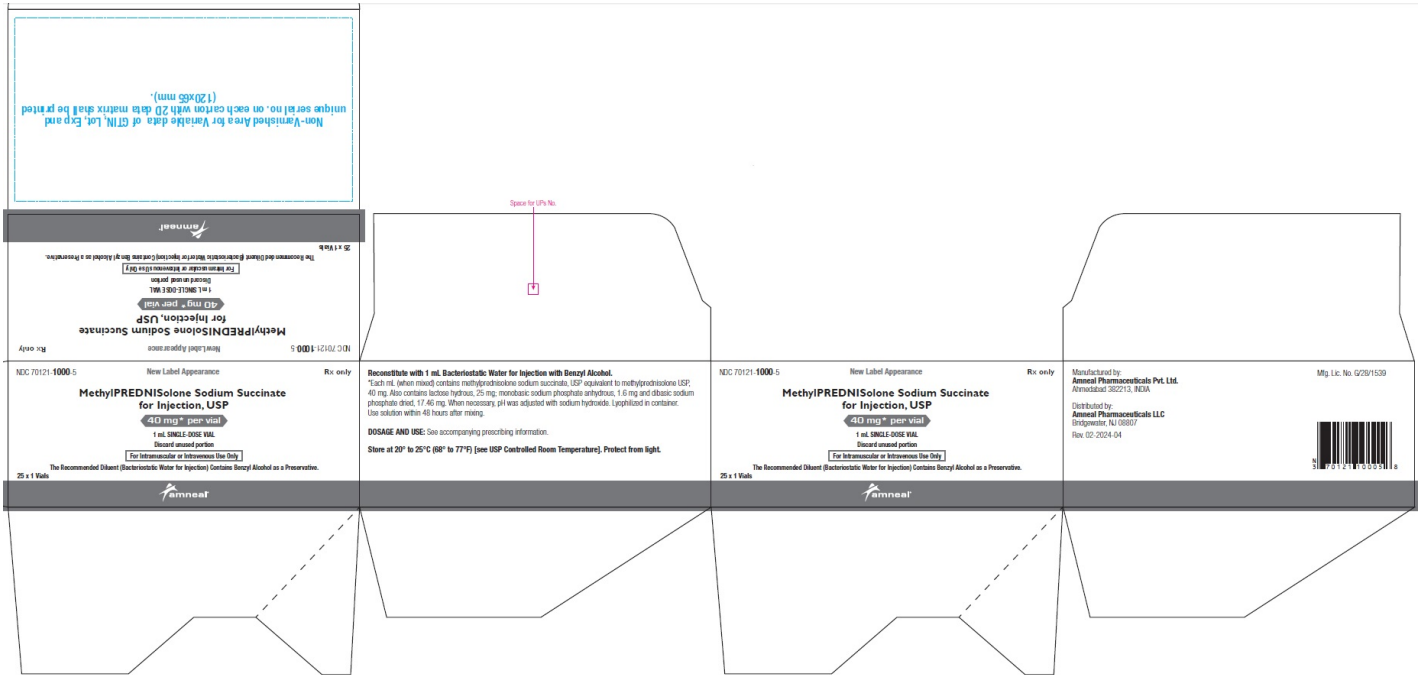 Non-Varnished Area for Variable data of GTIN, Lot, Exp and
unique serial no. on each carton with 2D data matrix shall be printed
(120x65 mm).
Space for UPx No.
NDC 70121-1000-5 New Label Appearance Rx only
MethylPREDNISolone Sodium Succinate
for Injection, USP
40 mg* per vial
1 mL SINGLE-DOSE VIAL
Discard unused portion
For Intramuscular or Intravenous Use Only
The Recommended Diluent (Bacteriostatic Water for Injection) Contains Benzyl Alcohol as a Preservative.
25 x 1 Vials
amneal
NDC 70121-1000-5 New Label Appearance Rx only
MethylPREDNISolone Sodium Succinate
for Injection, USP
40 mg* per vial
1 mL SINGLE-DOSE VIAL
Discard unused portion
For Intramuscular or Intravenous Use Only
The Recommended Diluent (Bacteriostatic Water for Injection) Contains Benzyl Alcohol as a Preservative.
25 x 1 Vials
amneal
Reconstitute with 1 mL Bacteriostatic Water for Injection with Benzyl Alcohol.
*Each mL (when mixed) contains methylprednisolone sodium succinate, USP equivalent to methylprednisolone USP,
40 mg. Also contains lactose hydrous, 25 mg; monobasic sodium phosphate anhydrous, 1.6 mg and dibasic sodium
phosphate dried, 17.46 mg. When necessary, pH was adjusted with sodium hydroxide. Lyophilized in container.
Use solution within 48 hours after mixing.
DOSAGE AND USE: See accompanying prescribing information.
Store at 20° to 25°C (68° to 77°F) [see USP Controlled Room Temperature]. Protect from light.
NDC 70121-1000-5 New Label Appearance Rx only
MethylPREDNISolone Sodium Succinate
for Injection, USP
40 mg* per vial
1 mL SINGLE-DOSE VIAL
Discard unused portion
For Intramuscular or Intravenous Use Only
The Recommended Diluent (Bacteriostatic Water for Injection) Contains Benzyl Alcohol as a Preservative.
25 x 1 Vials
amneal
Manufactured by:
Amneal Pharmaceuticals Pvt. Ltd.
Ahmedabad 382213, INDIA
Distributed by:
Amneal Pharmaceuticals LLC
Bridgewater, NJ 08807
Rev. 02-2024-04
Mfg. Lic. No. G/28/1539
N
3 70121 10005 8